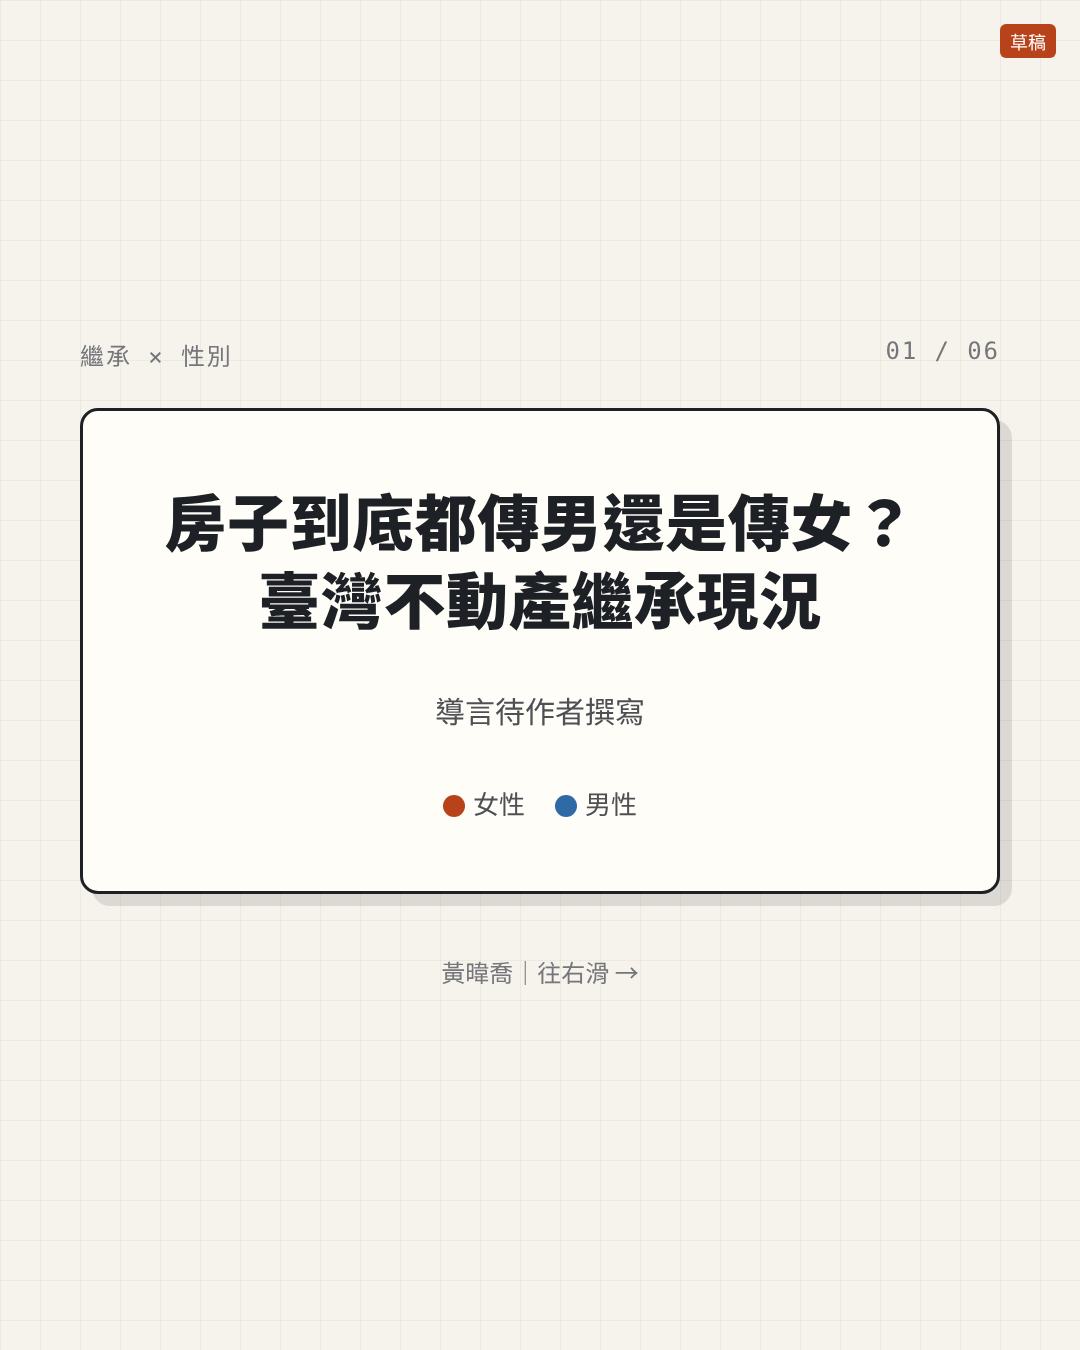 草稿
繼承 × 性別
01 / 06
房子到底都傳男還是傳女？
臺灣不動產繼承現況
導言待作者撰寫
女性 男性
黃暐喬｜往右滑 →